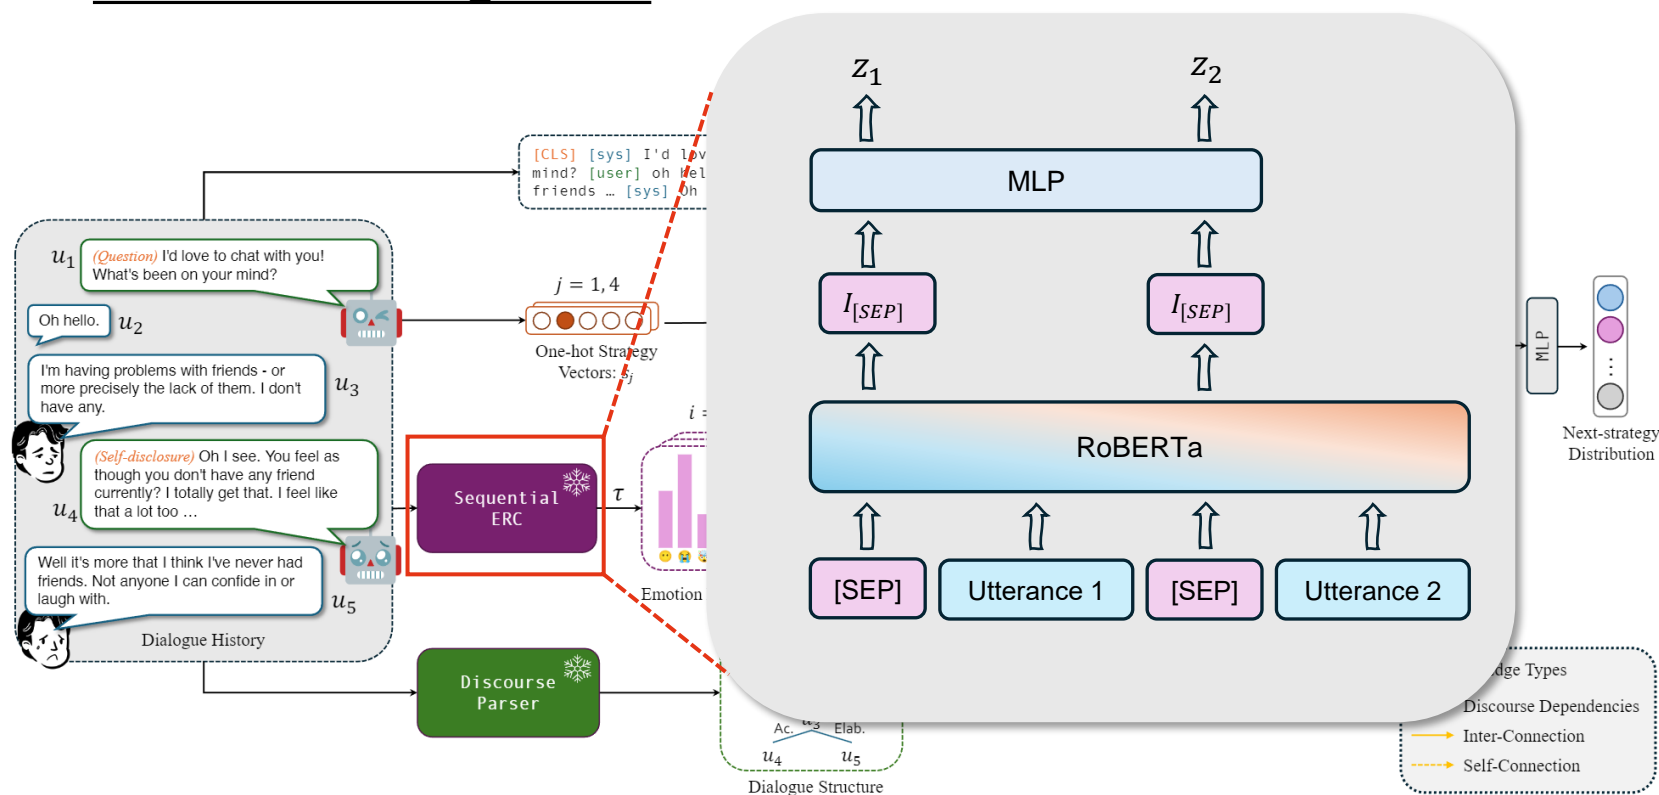 [CLS] [sys] I'd lov
mind? [user] oh hel
friends … [sys] Oh
u1
(Question) I'd love to chat with you!
What's been on your mind?
Oh hello.
u2
I'm having problems with friends - or
more precisely the lack of them. I don't
have any.
u3
(Self-disclosure) Oh I see. You feel as
though you don't have any friend
currently? I totally get that. I feel like
that a lot too …
u4
Well it's more that I think I've never had
friends. Not anyone I can confide in or
laugh with.
u5
Dialogue History
j = 1, 4
One-hot Strategy
Vectors: sj
Sequential
ERC
τ
i =
Emotion
Discourse
Parser
u3
Ac.
Elab.
u4
u5
Dialogue Structure
z1
z2
MLP
I[SEP]
I[SEP]
RoBERTa
[SEP]
Utterance 1
[SEP]
Utterance 2
MLP
Next-strategy
Distribution
dge Types
Discourse Dependencies
Inter-Connection
Self-Connection